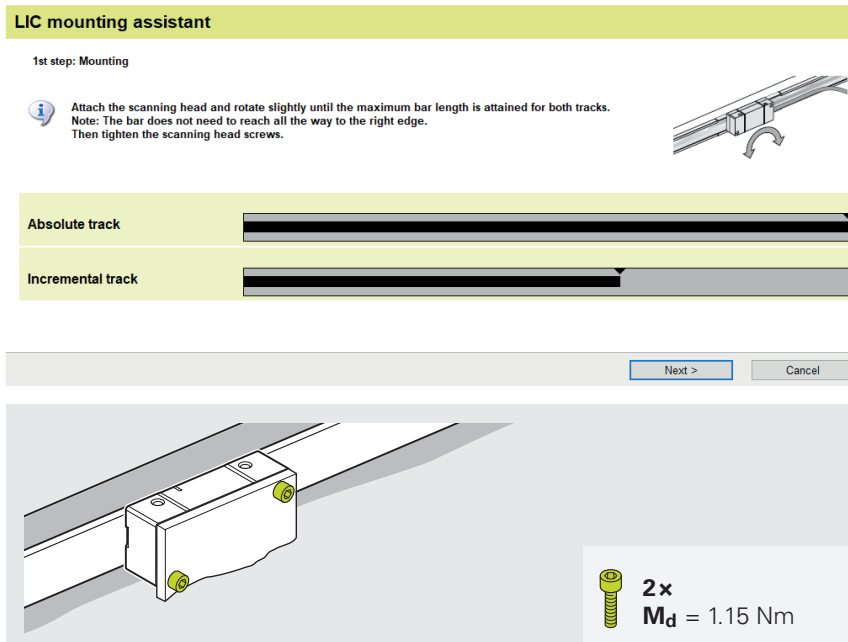 LIC mounting assistant
1st step: Mounting
Attach the scanning head and rotate slightly until the maximum bar length is attained for both tracks.
Note: The bar does not need to reach all the way to the right edge.
Then tighten the scanning head screws.
Absolute track
Incremental track
Next >
Cancel
2×
Md = 1.15 Nm